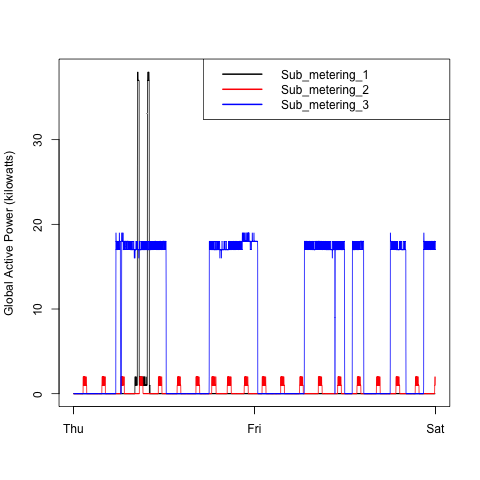 Sub_metering_1
Sub_metering_2
Sub_metering_3
Global Active Power (kilowatts)
30
20
10
0
Thu Fri Sat